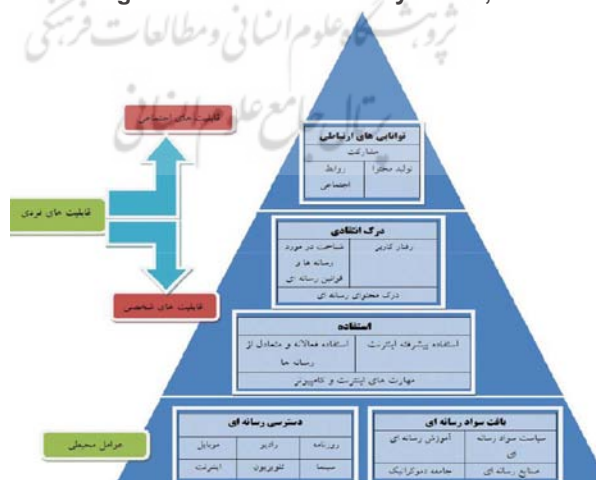 پژوهشگاه علوم انسانی و مطالعات فرهنگی
پرتال جامع علوم انسانی
قابلیت های اجتماعی
قابلیت های فردی
قابلیت های شخصی
عوامل محیطی
توانایی های ارتباطی
مشارکت
روابط اجتماعی
تولید محتوا
درک انتقادی
شناخت در مورد
رسانه ها و
قوانین رسانه ای
رفتار کاربر
درک محتوای رسانه ای
استفاده
استفاده فعالانه و متعادل از
رسانه ها
استفاده پیشرفته اینترنت
مهارت های اینترنت و کامپیوتر
دسترسی رسانه ای
روزنامه رادیو موبایل
سینما تلویزیون اینترنت
بافت سواد رسانه ای
سیاست سواد رسانه
ای
آموزش رسانه ای
صنایع رسانه ای جامعه دموکراتیک